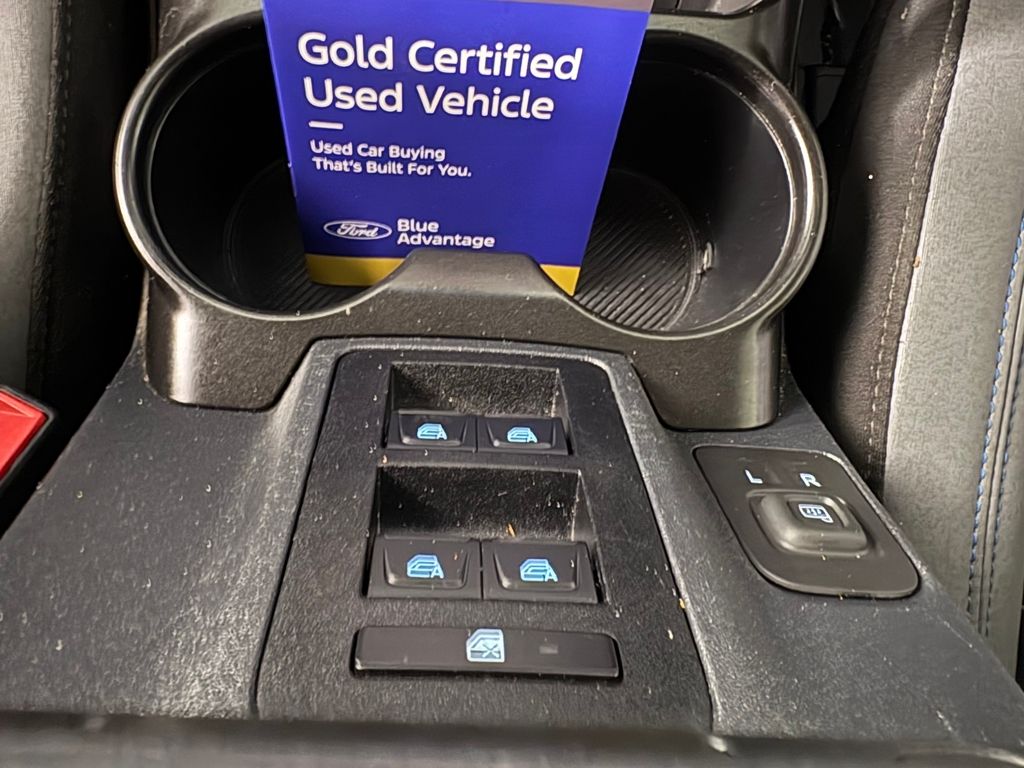 Gold Certified
Used Vehicle
Used Car Buying
That's Built For You.
Ford Blue
Advantage
A A
L R
A A